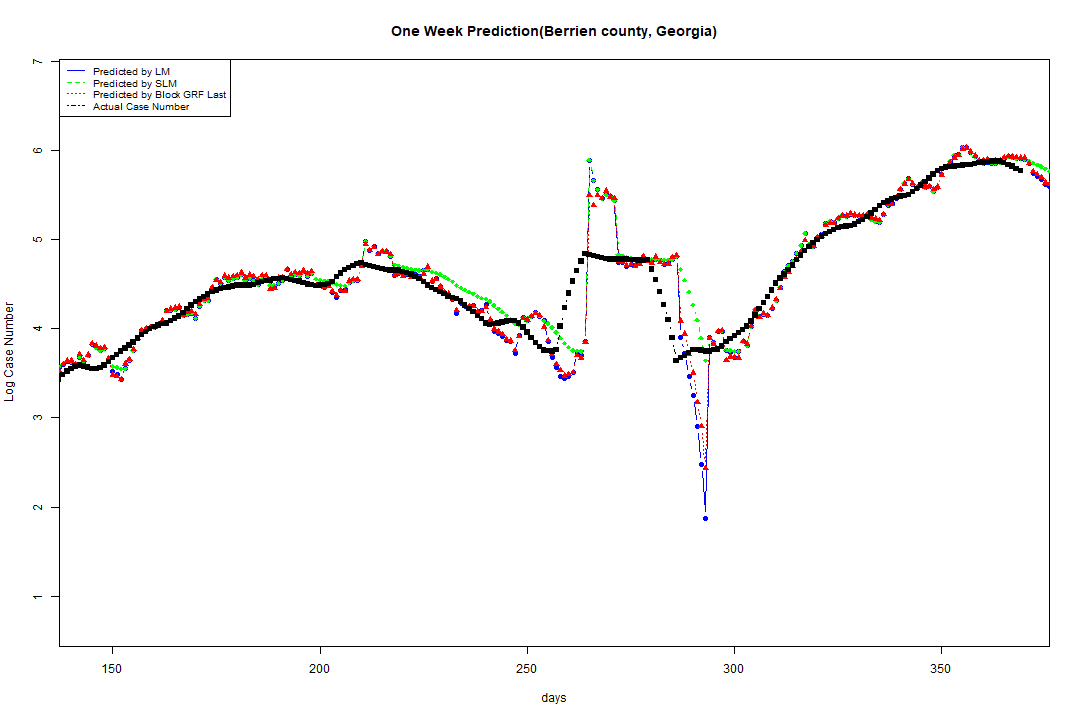 One Week Prediction(Berrien county, Georgia)
Predicted by LM
Predicted by SLM
Predicted by Block GRF Last
Actual Case Number
7
6
5
4
3
2
1
Log Case Number
150 200 250 300 350
days